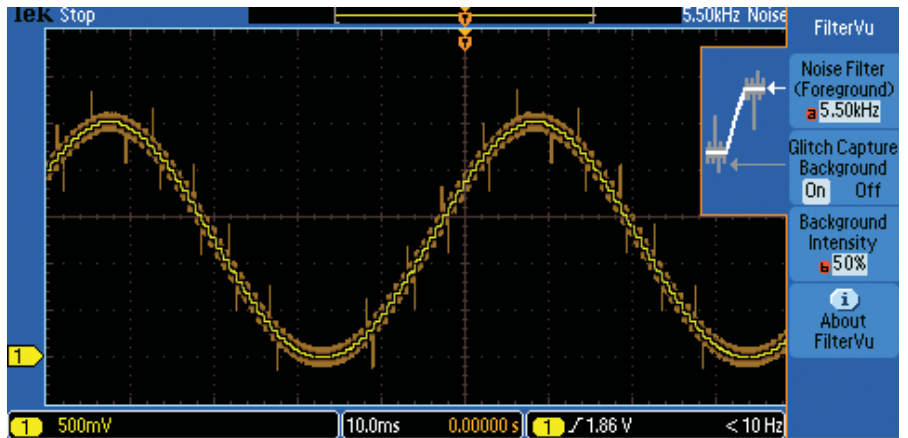 Tek Stop
5.50kHz Noise
FilterVu
Noise Filter
(Foreground)
a 5.50kHz
Glitch Capture
Background
On Off
Background
Intensity
b 50%
i
About
FilterVu
T
T
1
1 500mV
10.0ms 0.00000 s
1 1.86 V
< 10 Hz